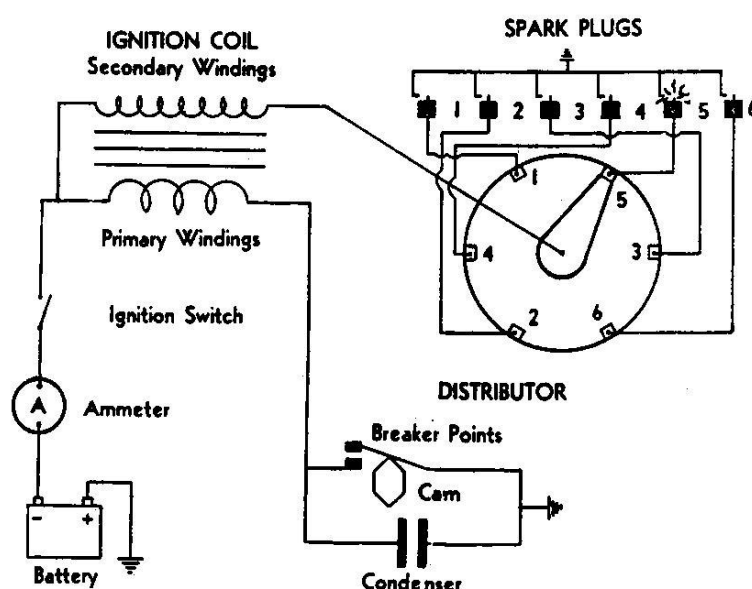 IGNITION COIL
Secondary Windings
SPARK PLUGS
1 2 3 4 5 6
Primary Windings
1
5
4
3
2
6
Ignition Switch
DISTRIBUTOR
A
Ammeter
Breaker Points
Cam
- +
Battery
Condenser